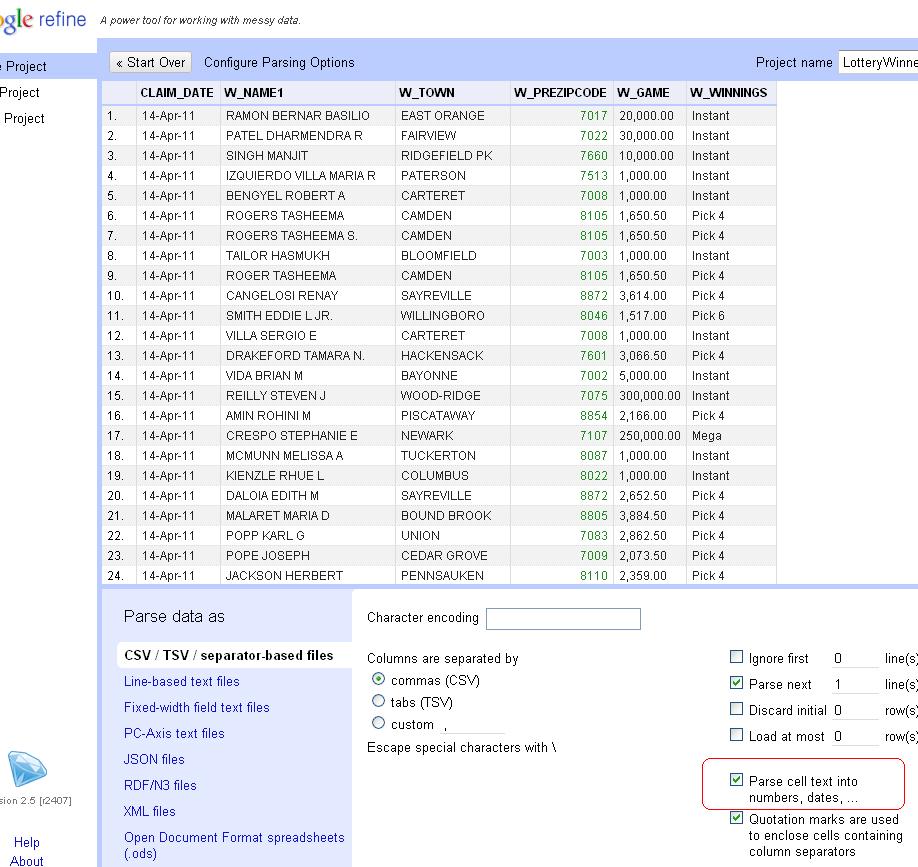 ogle refine A power tool for working with messy data.
e Project
Project
Project
« Start Over Configure Parsing Options Project name LotteryWinne
CLAIM_DATE W_NAME1 W_TOWN W_PREZIPCODE W_GAME W_WINNINGS
1. 14-Apr-11 RAMON BERNAR BASILIO EAST ORANGE 7017 20,000.00 Instant
2. 14-Apr-11 PATEL DHARMENDRA R FAIRVIEW 7022 30,000.00 Instant
3. 14-Apr-11 SINGH MANJIT RIDGEFIELD PK 7660 10,000.00 Instant
4. 14-Apr-11 IZQUIERDO VILLA MARIA R PATERSON 7513 1,000.00 Instant
5. 14-Apr-11 BENGYEL ROBERT A CARTERET 7008 1,000.00 Instant
6. 14-Apr-11 ROGERS TASHEEMA CAMDEN 8105 1,650.50 Pick 4
7. 14-Apr-11 ROGERS TASHEEMA S. CAMDEN 8105 1,650.50 Pick 4
8. 14-Apr-11 TAILOR HASMUKH BLOOMFIELD 7003 1,000.00 Instant
9. 14-Apr-11 ROGER TASHEEMA CAMDEN 8105 1,650.50 Pick 4
10. 14-Apr-11 CANGELOSI RENAY SAYREVILLE 8872 3,614.00 Pick 4
11. 14-Apr-11 SMITH EDDIE L JR. WILLINGBORO 8046 1,517.00 Pick 6
12. 14-Apr-11 VILLA SERGIO E CARTERET 7008 1,000.00 Instant
13. 14-Apr-11 DRAKEFORD TAMARA N. HACKENSACK 7601 3,066.50 Pick 4
14. 14-Apr-11 VIDA BRIAN M BAYONNE 7002 5,000.00 Instant
15. 14-Apr-11 REILLY STEVEN J WOOD-RIDGE 7075 300,000.00 Instant
16. 14-Apr-11 AMIN ROHINI M PISCATAWAY 8854 2,166.00 Pick 4
17. 14-Apr-11 CRESPO STEPHANIE E NEWARK 7107 250,000.00 Mega
18. 14-Apr-11 MCMUNN MELISSA A TUCKERTON 8087 1,000.00 Instant
19. 14-Apr-11 KIENZLE RHUE L COLUMBUS 8022 1,000.00 Instant
20. 14-Apr-11 DALOIA EDITH M SAYREVILLE 8872 2,652.50 Pick 4
21. 14-Apr-11 MALARET MARIA D BOUND BROOK 8805 3,884.50 Pick 4
22. 14-Apr-11 POPP KARL G UNION 7083 2,862.50 Pick 4
23. 14-Apr-11 POPE JOSEPH CEDAR GROVE 7009 2,073.50 Pick 4
24. 14-Apr-11 JACKSON HERBERT PENNSAUKEN 8110 2,359.00 Pick 4
Parse data as
CSV / TSV / separator-based files
Line-based text files
Fixed-width field text files
PC-Axis text files
JSON files
RDF/N3 files
XML files
Open Document Format spreadsheets
(.ods)
Character encoding
Columns are separated by
commas (CSV)
tabs (TSV)
custom ,
Escape special characters with \
Ignore first 0 line(s)
Parse next 1 line(s)
Discard initial 0 row(s)
Load at most 0 row(s)
Parse cell text into
numbers, dates, ...
Quotation marks are used
to enclose cells containing
column separators
sion 2.5 [r2407]
Help
About